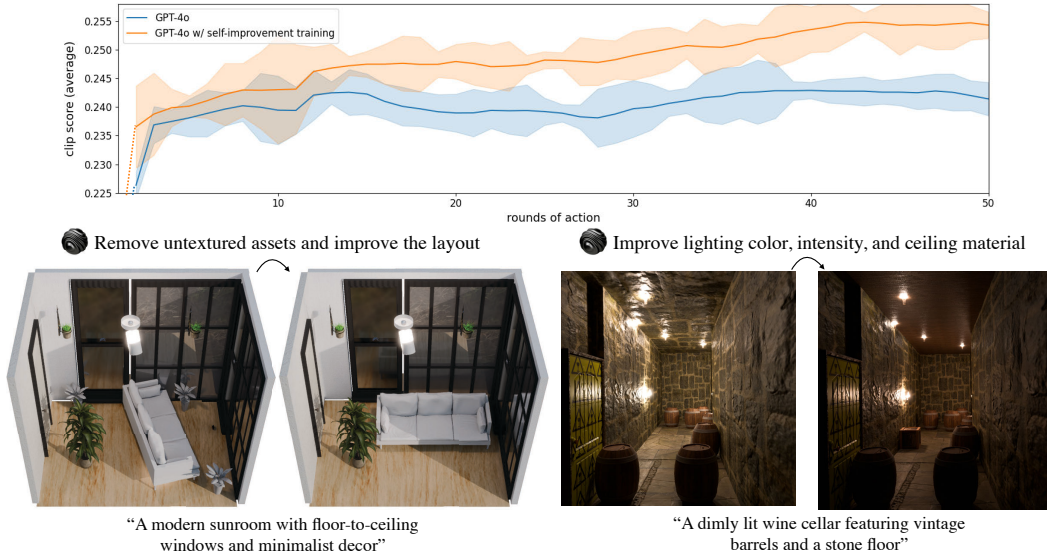 GPT-4o
GPT-4o w/ self-improvement training
clip score (average)
0.255
0.250
0.245
0.240
0.235
0.230
0.225
10
20
30
40
50
rounds of action
Remove untextured assets and improve the layout
Improve lighting color, intensity, and ceiling material
“A modern sunroom with floor-to-ceiling
windows and minimalist decor”
“A dimly lit wine cellar featuring vintage
barrels and a stone floor”